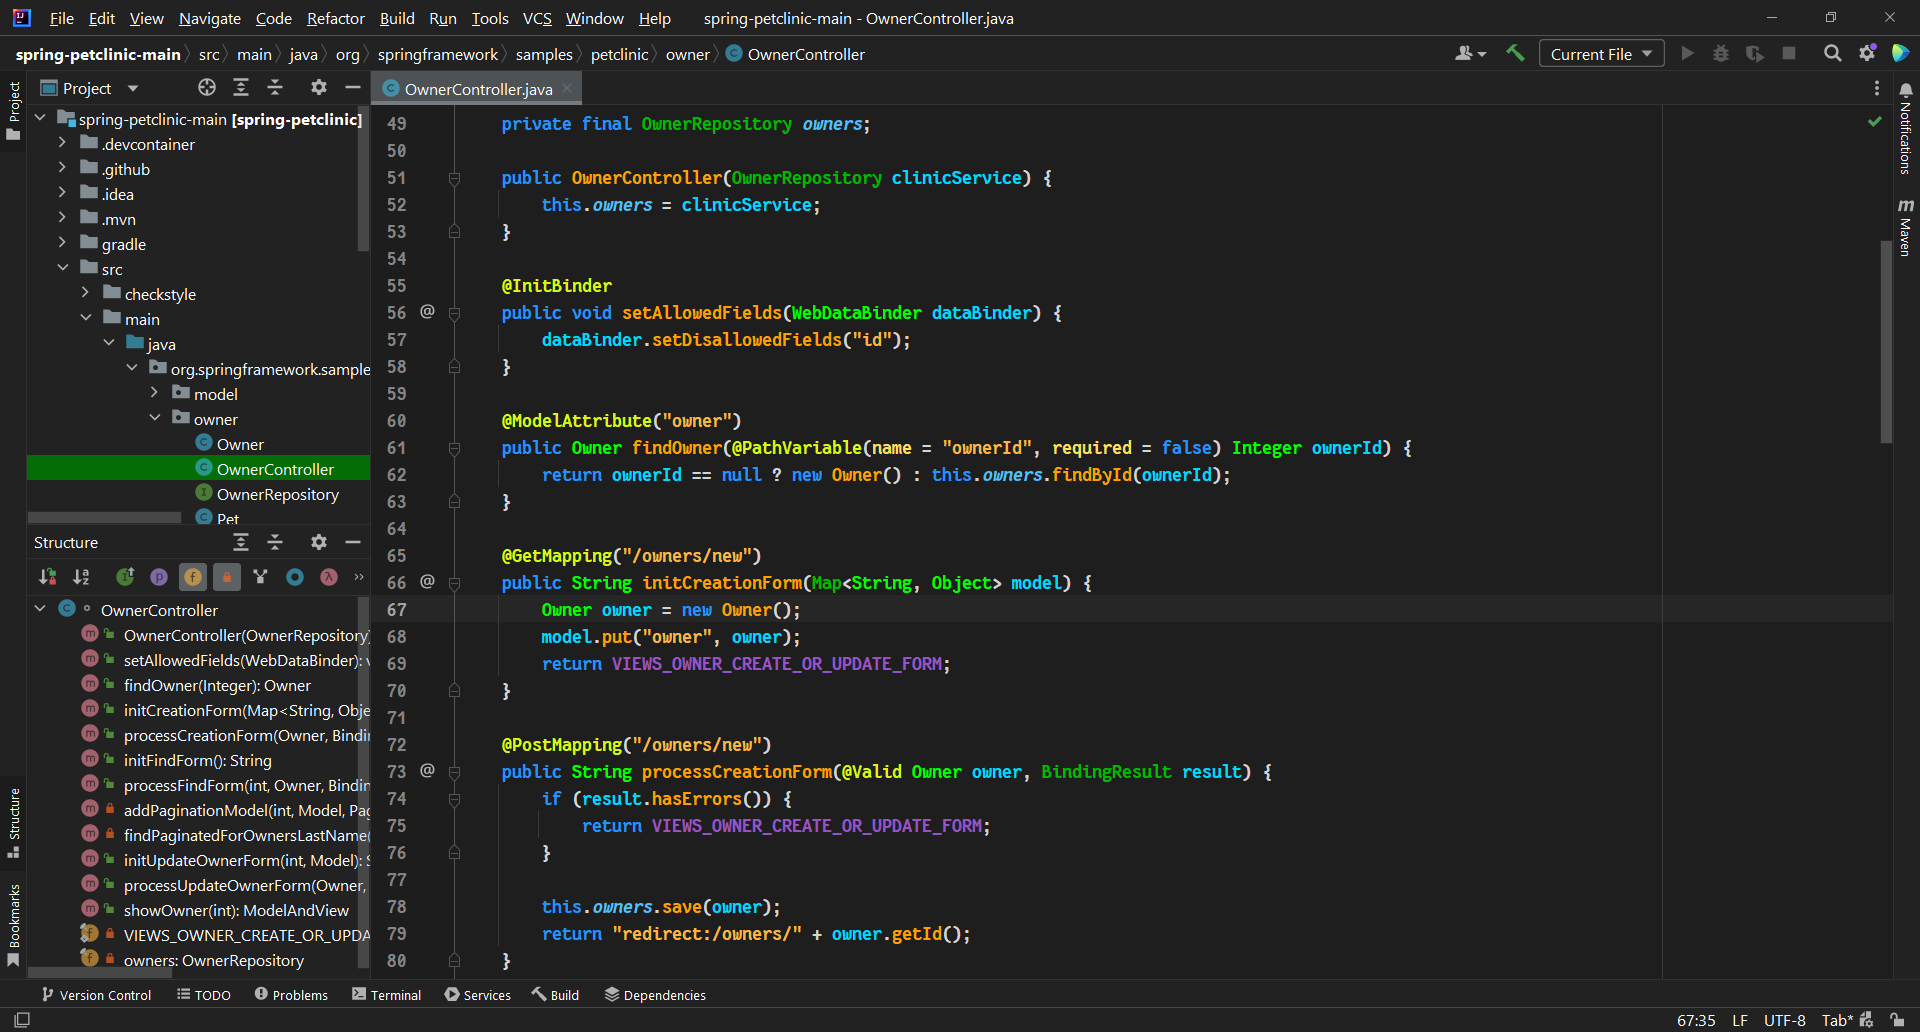 File Edit View Navigate Code Refactor Build Run Tools VCS Window Help spring-petclinic-main - OwnerController.java
spring-petclinic-main src main java org springframework samples petclinic owner OwnerController Current File
Project
OwnerController.java
Project
spring-petclinic-main [spring-petclinic]
.devcontainer
.github
.idea
.mvn
gradle
src
checkstyle
main
java
org.springframework.sample
model
owner
Owner
OwnerController
OwnerRepository
Pet
Structure
OwnerController
OwnerController(OwnerRepository)
setAllowedFields(WebDataBinder): v
findOwner(Integer): Owner
initCreationForm(Map<String, Obje
processCreationForm(Owner, Bindin
initFindForm(): String
processFindForm(int, Owner, Bindin
addPaginationModel(int, Model, Pag
findPaginatedForOwnersLastName(
initUpdateOwnerForm(int, Model): S
processUpdateOwnerForm(Owner,
showOwner(int): ModelAndView
VIEWS_OWNER_CREATE_OR_UPDA
owners: OwnerRepository
Structure
Bookmarks
49 private final OwnerRepository owners;
50
51 public OwnerController(OwnerRepository clinicService) {
52 this.owners = clinicService;
53 }
54
55 @InitBinder
56 @ public void setAllowedFields(WebDataBinder dataBinder) {
57 dataBinder.setDisallowedFields("id");
58 }
59
60 @ModelAttribute("owner")
61 public Owner findOwner(@PathVariable(name = "ownerId", required = false) Integer ownerId) {
62 return ownerId == null ? new Owner() : this.owners.findById(ownerId);
63 }
64
65 @GetMapping("/owners/new")
66 @ public String initCreationForm(Map<String, Object> model) {
67 Owner owner = new Owner();
68 model.put("owner", owner);
69 return VIEWS_OWNER_CREATE_OR_UPDATE_FORM;
70 }
71
72 @PostMapping("/owners/new")
73 @ public String processCreationForm(@Valid Owner owner, BindingResult result) {
74 if (result.hasErrors()) {
75 return VIEWS_OWNER_CREATE_OR_UPDATE_FORM;
76 }
77
78 this.owners.save(owner);
79 return "redirect:/owners/" + owner.getId();
80 }
Notifications
Maven
Version Control TODO Problems Terminal Services Build Dependencies
67:35 LF UTF-8 Tab*